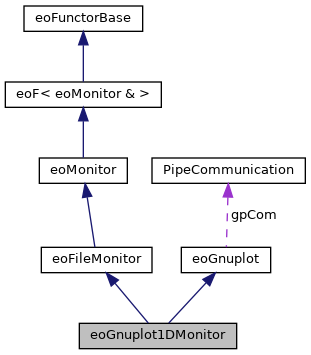 eoFunctorBase
eoF< eoMonitor & >
eoMonitor
PipeCommunication
gpCom
eoFileMonitor
eoGnuplot
eoGnuplot1DMonitor